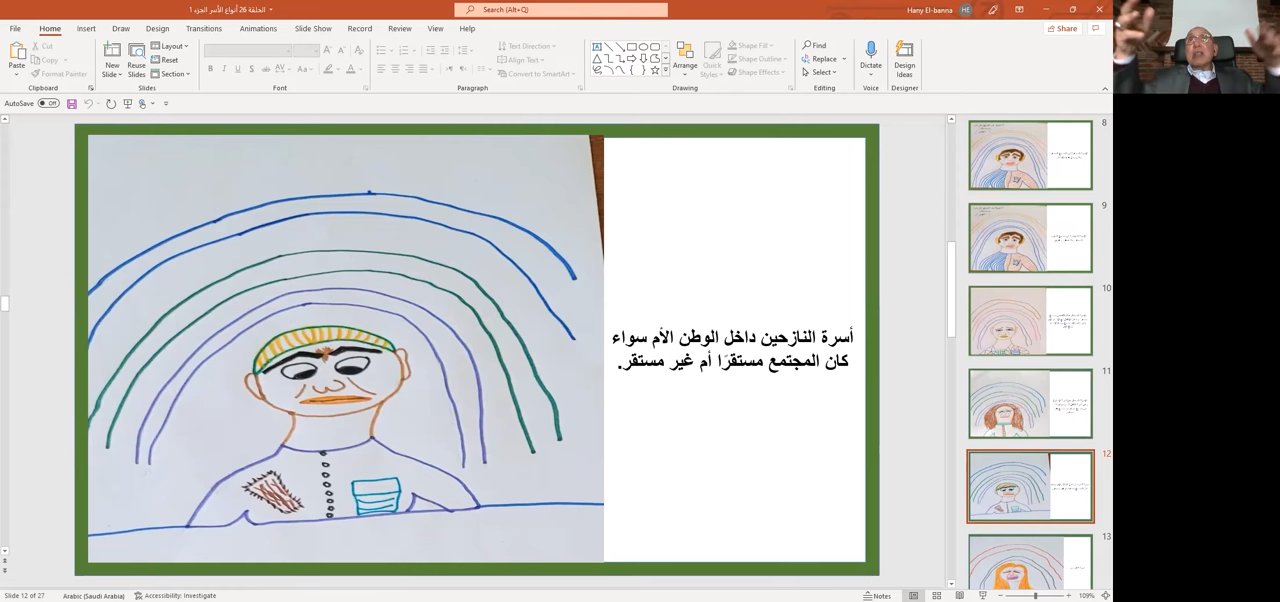 الحلقة 26 أنواع الأسر الجزء 1
Search (Alt+Q)
Hany El-banna
HE
File Home Insert Draw Design Transitions Animations Slide Show Record Review View Help
Share
Paste
Cut
Copy
Format Painter
Clipboard
New Slide
Reuse Slides
Layout
Reset
Section
Slides
Font
Text Direction
Align Text
Convert to SmartArt
Paragraph
Arrange
Quick Styles
Shape Fill
Shape Outline
Shape Effects
Drawing
Find
Replace
Select
Editing
Dictate
Voice
Design Ideas
Designer
AutoSave Off
أسرة النازحين داخل الوطن الأم سواء
كان المجتمع مستقرًا أم غير مستقر.
8
9
10
11
12
13
Slide 12 of 27
Arabic (Saudi Arabia)
Accessibility: Investigate
Notes
109%